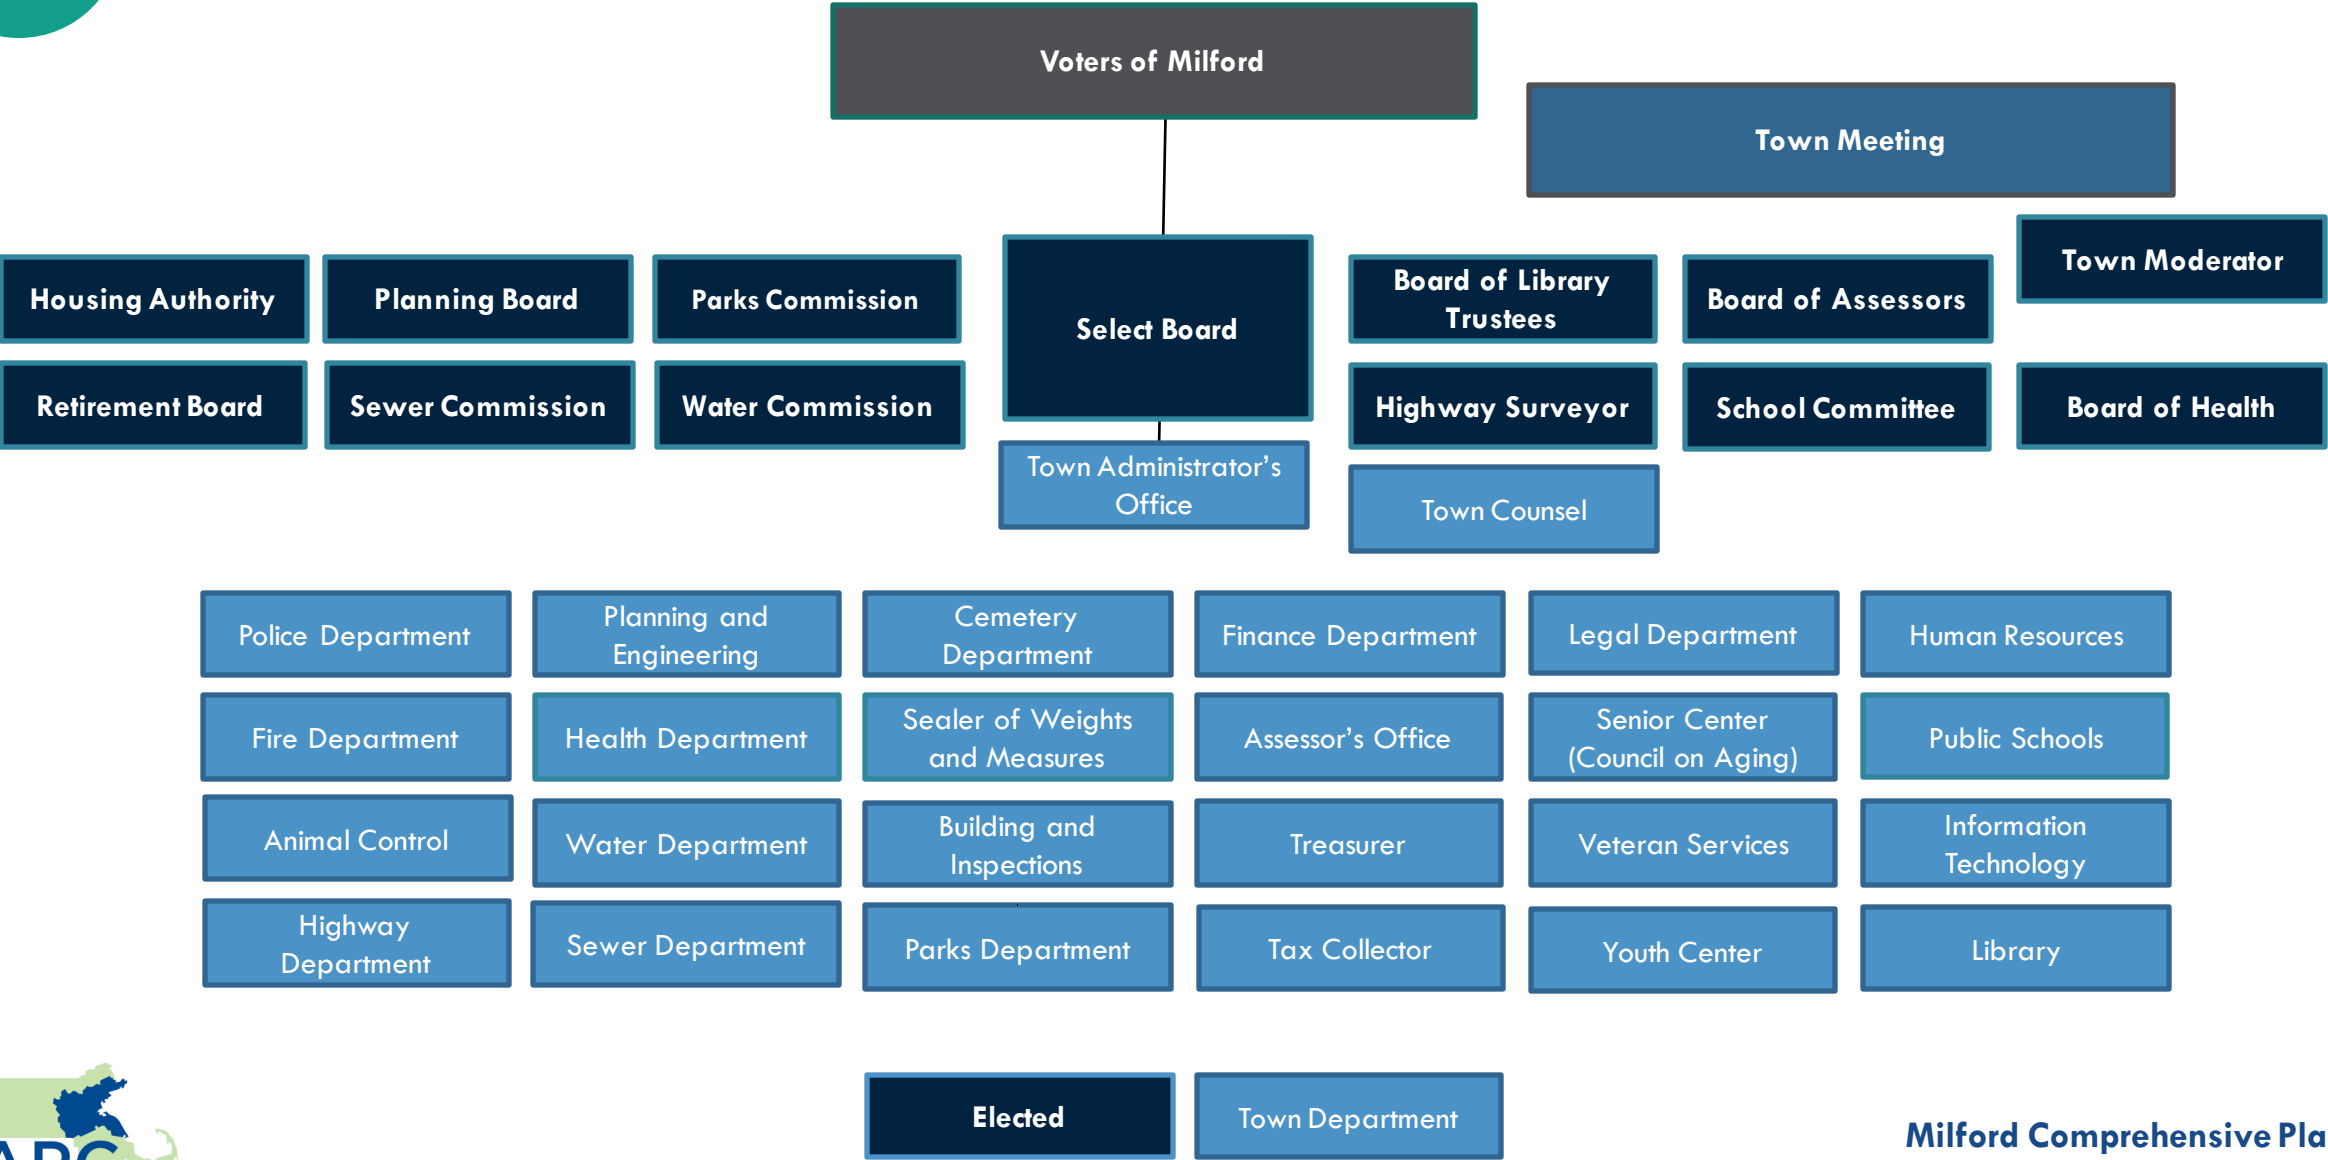 Voters of Milford
Town Meeting
Town Moderator
Housing Authority
Planning Board
Parks Commission
Select Board
Board of Library
Trustees
Board of Assessors
Retirement Board
Sewer Commission
Water Commission
Highway Surveyor
School Committee
Board of Health
Town Administrator’s
Office
Town Counsel
Police Department
Planning and
Engineering
Cemetery
Department
Finance Department
Legal Department
Human Resources
Fire Department
Health Department
Sealer of Weights
and Measures
Assessor’s Office
Senior Center
(Council on Aging)
Public Schools
Animal Control
Water Department
Building and
Inspections
Treasurer
Veteran Services
Information
Technology
Highway
Department
Sewer Department
Parks Department
Tax Collector
Youth Center
Library
Elected
Town Department
Milford Comprehensive Pla